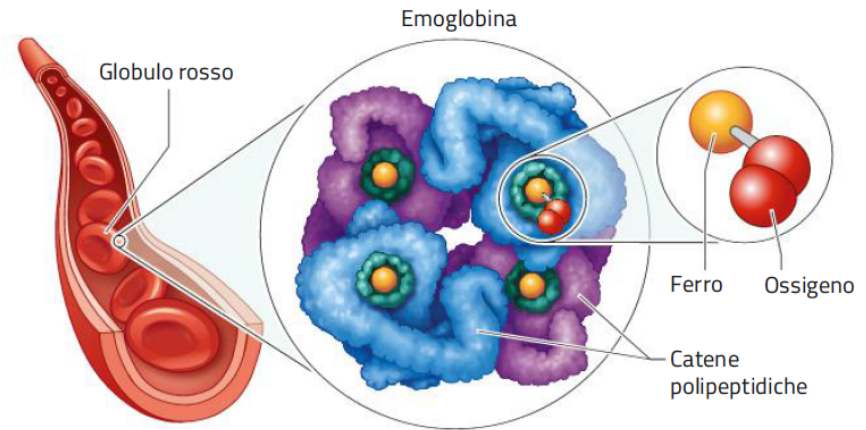 Emoglobina
Globulo rosso
Ferro
Ossigeno
Catene
polipeptidiche